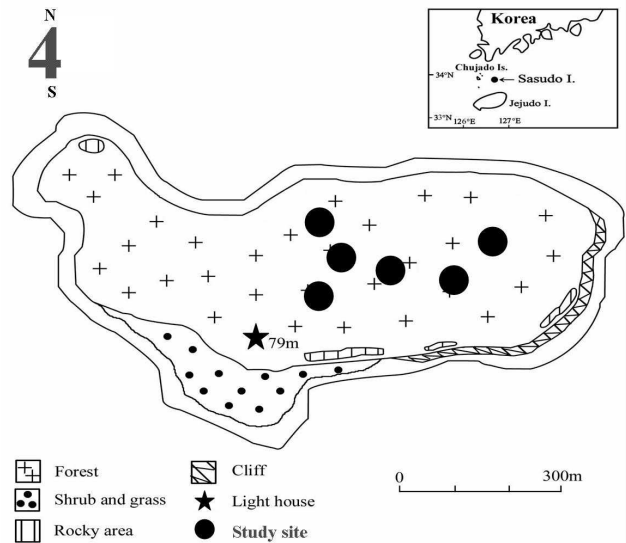 N
4
S
Korea
Chujado Is.
34°N
Sasudo I.
Jejudo I.
33°N
126°E
127°E
79m
Forest
Cliff
Shrub and grass
Light house
Rocky area
Study site
0
300m